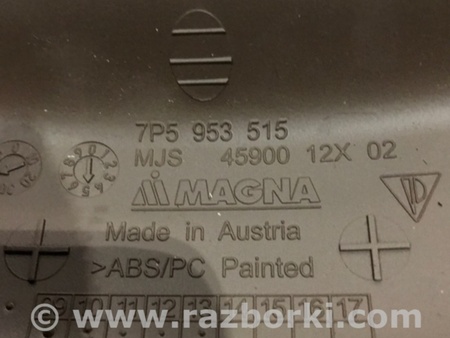 7P5 953 515
MJS 45900 12X 02
MAGNA
Made in Austria
>ABS/PC Painted
09 10 11 12 13 14 15 16 17
© www.razborki.com